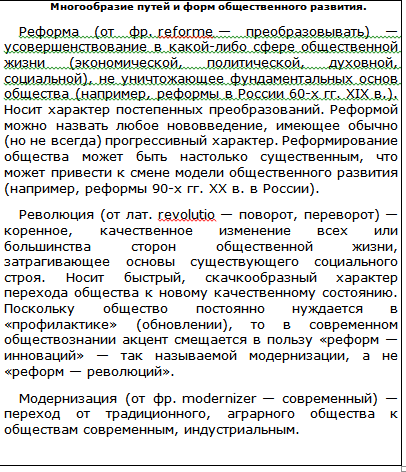 Многообразие путей и форм общественного развития.
Реформа (от фр. reforme — преобразовывать) —
усовершенствование в какой-либо сфере общественной
жизни (экономической, политической, духовной,
социальной), не уничтожающее фундаментальных основ
общества (например, реформы в России 60-х гг. XIX в.).
Носит характер постепенных преобразований. Реформой
можно назвать любое нововведение, имеющее обычно
(но не всегда) прогрессивный характер. Реформирование
общества может быть настолько существенным, что
может привести к смене модели общественного развития
(например, реформы 90-х гг. XX в. в России).
Революция (от лат. revolutio — поворот, переворот) —
коренное, качественное изменение всех или
большинства сторон общественной жизни,
затрагивающее основы существующего социального
строя. Носит быстрый, скачкообразный характер
перехода общества к новому качественному состоянию.
Поскольку общество постоянно нуждается в
«профилактике» (обновлении), то в современном
обществознании акцент смещается в пользу «реформ —
инноваций» — так называемой модернизации, а не
«реформ — революций».
Модернизация (от фр. modernizer — современный) —
переход от традиционного, аграрного общества к
обществам современным, индустриальным.